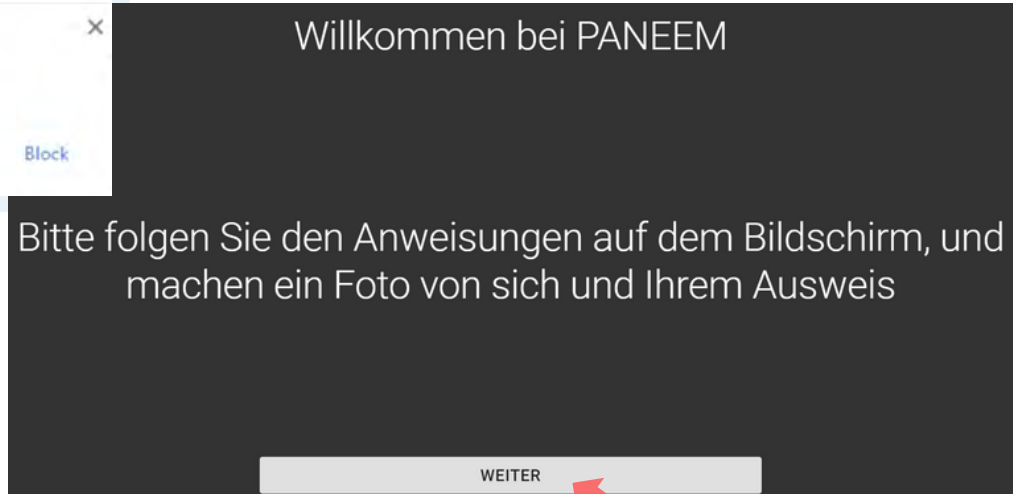 Willkommen bei PANEEM
Block
Bitte folgen Sie den Anweisungen auf dem Bildschirm, und
machen ein Foto von sich und Ihrem Ausweis
WEITER